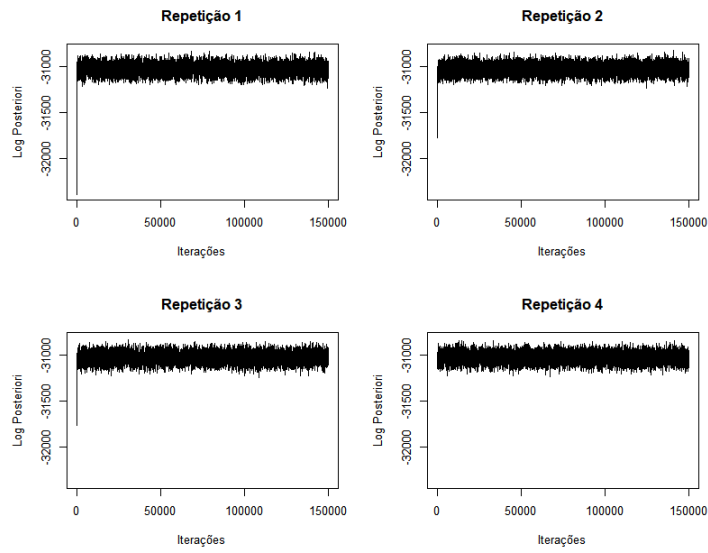 Repetição 1
Log Posteriori
-31000
-31500
-32000
0
50000
100000
150000
Iterações
Repetição 2
Log Posteriori
-31000
-31500
-32000
0
50000
100000
150000
Iterações
Repetição 3
Log Posteriori
-31000
-31500
-32000
0
50000
100000
150000
Iterações
Repetição 4
Log Posteriori
-31000
-31500
-32000
0
50000
100000
150000
Iterações